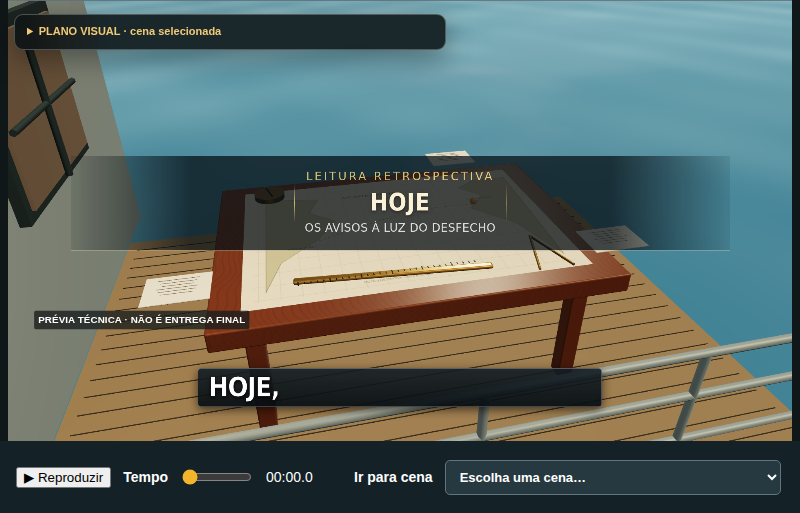 ▶ PLANO VISUAL · cena selecionada
LEITURA RETROSPECTIVA
HOJE
OS AVISOS À LUZ DO DESFECHO
PRÉVIA TÉCNICA · NÃO É ENTREGA FINAL
HOJE,
▶ Reproduzir
Tempo
00:00.0
Ir para cena
Escolha uma cena…